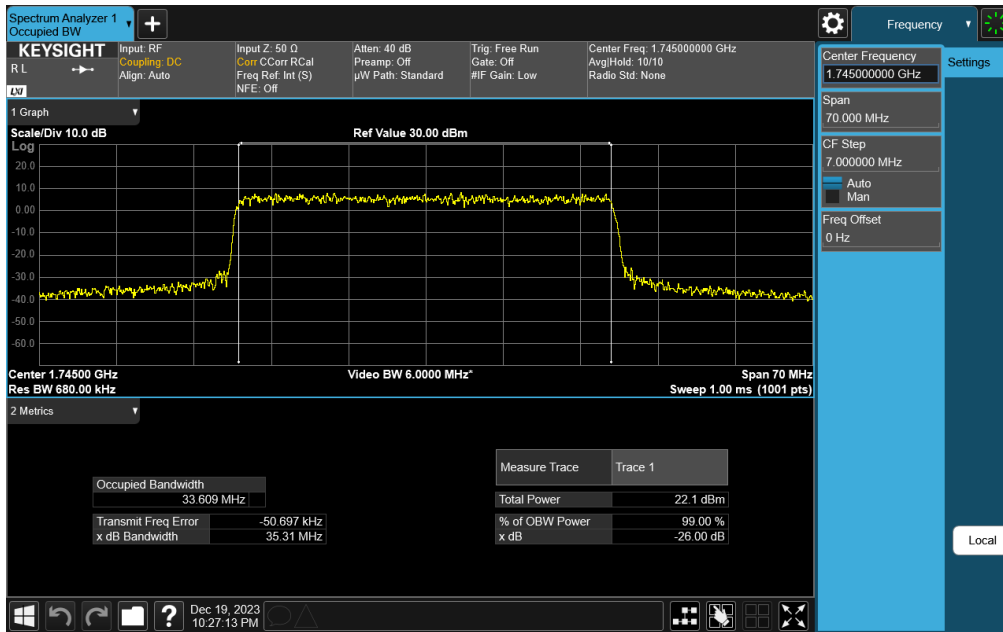 Spectrum Analyzer 1
Occupied BW
+
Frequency
KEYSIGHT
R L
LXI
Input: RF
Coupling: DC
Align: Auto
Input Z: 50 Ω
Corr CCorr RCal
Freq Ref: Int (S)
NFE: Off
Atten: 40 dB
Preamp: Off
µW Path: Standard
Trig: Free Run
Gate: Off
#IF Gain: Low
Center Freq: 1.745000000 GHz
Avg|Hold: 10/10
Radio Std: None
Center Frequency
1.745000000 GHz
Settings
Span
70.000 MHz
CF Step
7.000000 MHz
Auto
Man
Freq Offset
0 Hz
Local
1 Graph
Scale/Div 10.0 dB
Ref Value 30.00 dBm
Log
20.0
10.0
0.00
-10.0
-20.0
-30.0
-40.0
-50.0
-60.0
Center 1.74500 GHz
Video BW 6.0000 MHz*
Span 70 MHz
Res BW 680.00 kHz
Sweep 1.00 ms (1001 pts)
2 Metrics
Occupied Bandwidth
33.609 MHz
Transmit Freq Error -50.697 kHz
x dB Bandwidth 35.31 MHz
Measure Trace Trace 1
Total Power 22.1 dBm
% of OBW Power 99.00 %
x dB -26.00 dB
?
Dec 19, 2023
10:27:13 PM